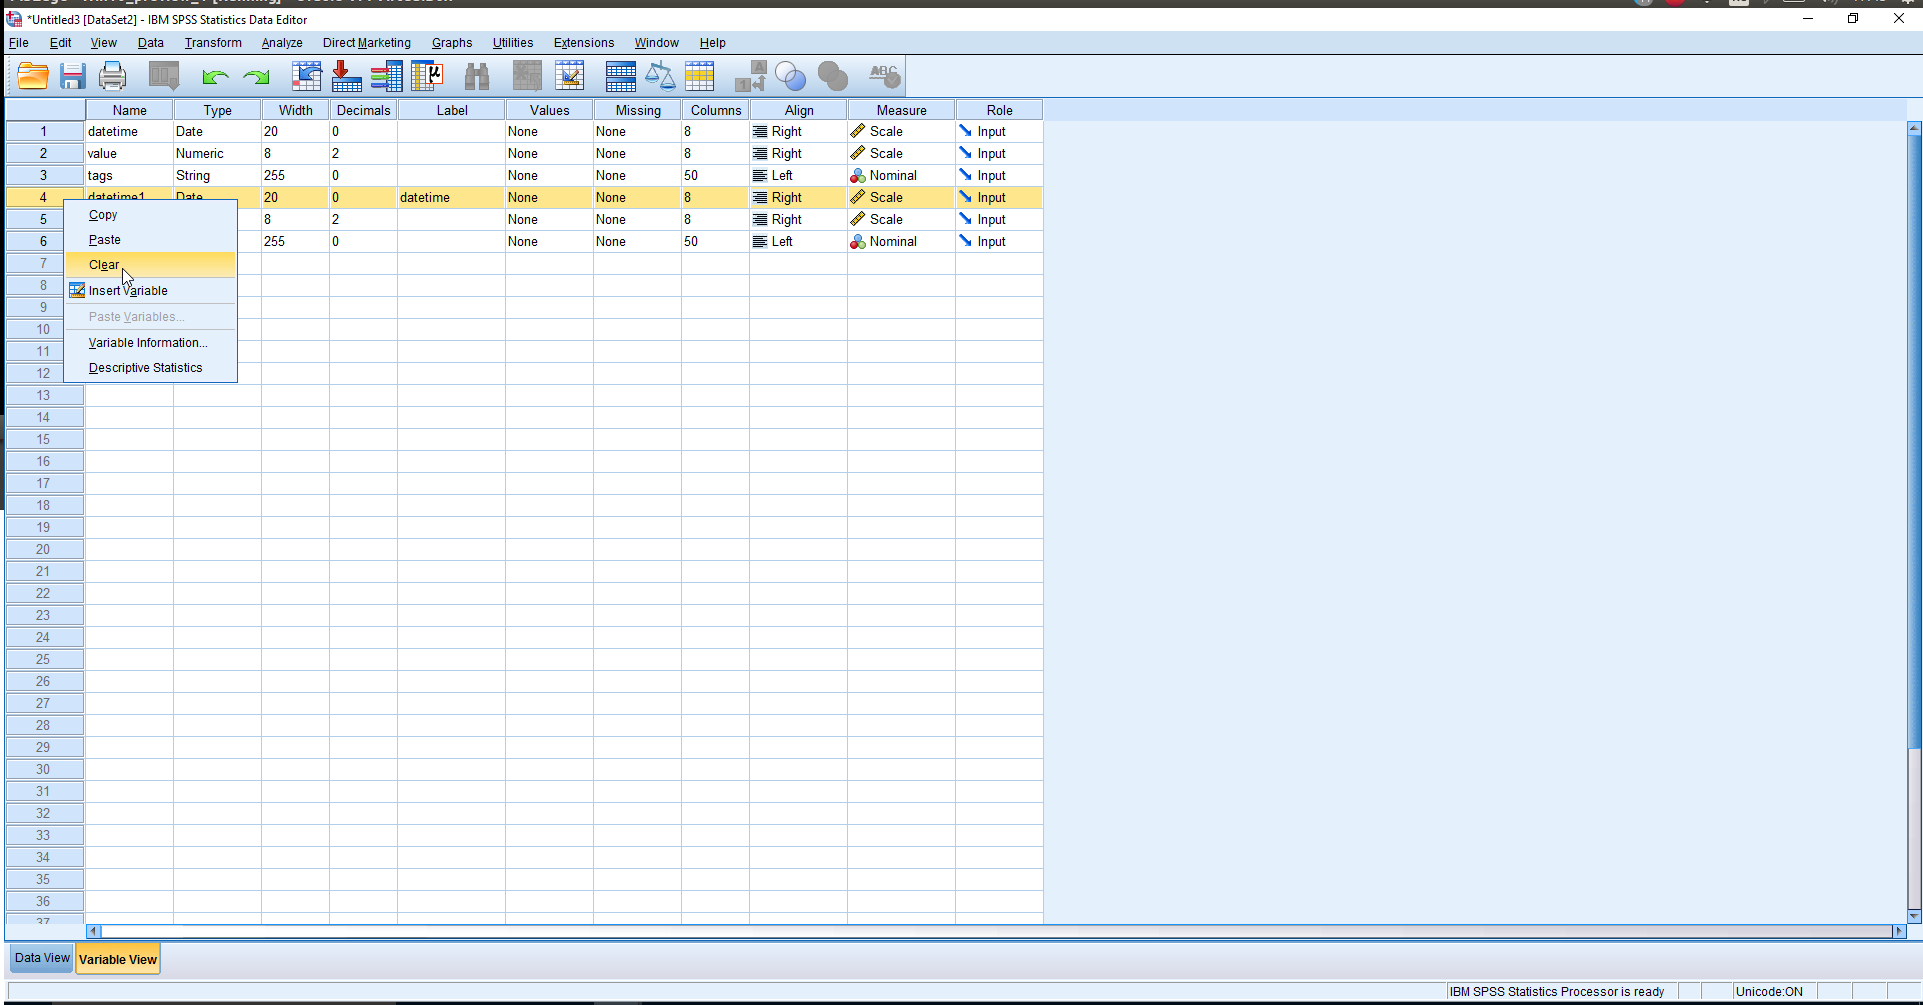 *Untitled3 [DataSet2] - IBM SPSS Statistics Data Editor
File Edit View Data Transform Analyze Direct Marketing Graphs Utilities Extensions Window Help
Name Type Width Decimals Label Values Missing Columns Align Measure Role
1 datetime Date 20 0 None None 8 Right Scale Input
2 value Numeric 8 2 None None 8 Right Scale Input
3 tags String 255 0 None None 50 Left Nominal Input
4 datetime1 Date 20 0 datetime None None 8 Right Scale Input
5 8 2 None None 8 Right Scale Input
6 255 0 None None 50 Left Nominal Input
Copy
Paste
Clear
Insert Variable
Paste Variables...
Variable Information...
Descriptive Statistics
7
8
9
10
11
12
13
14
15
16
17
18
19
20
21
22
23
24
25
26
27
28
29
30
31
32
33
34
35
36
37
Data View Variable View
IBM SPSS Statistics Processor is ready Unicode:ON